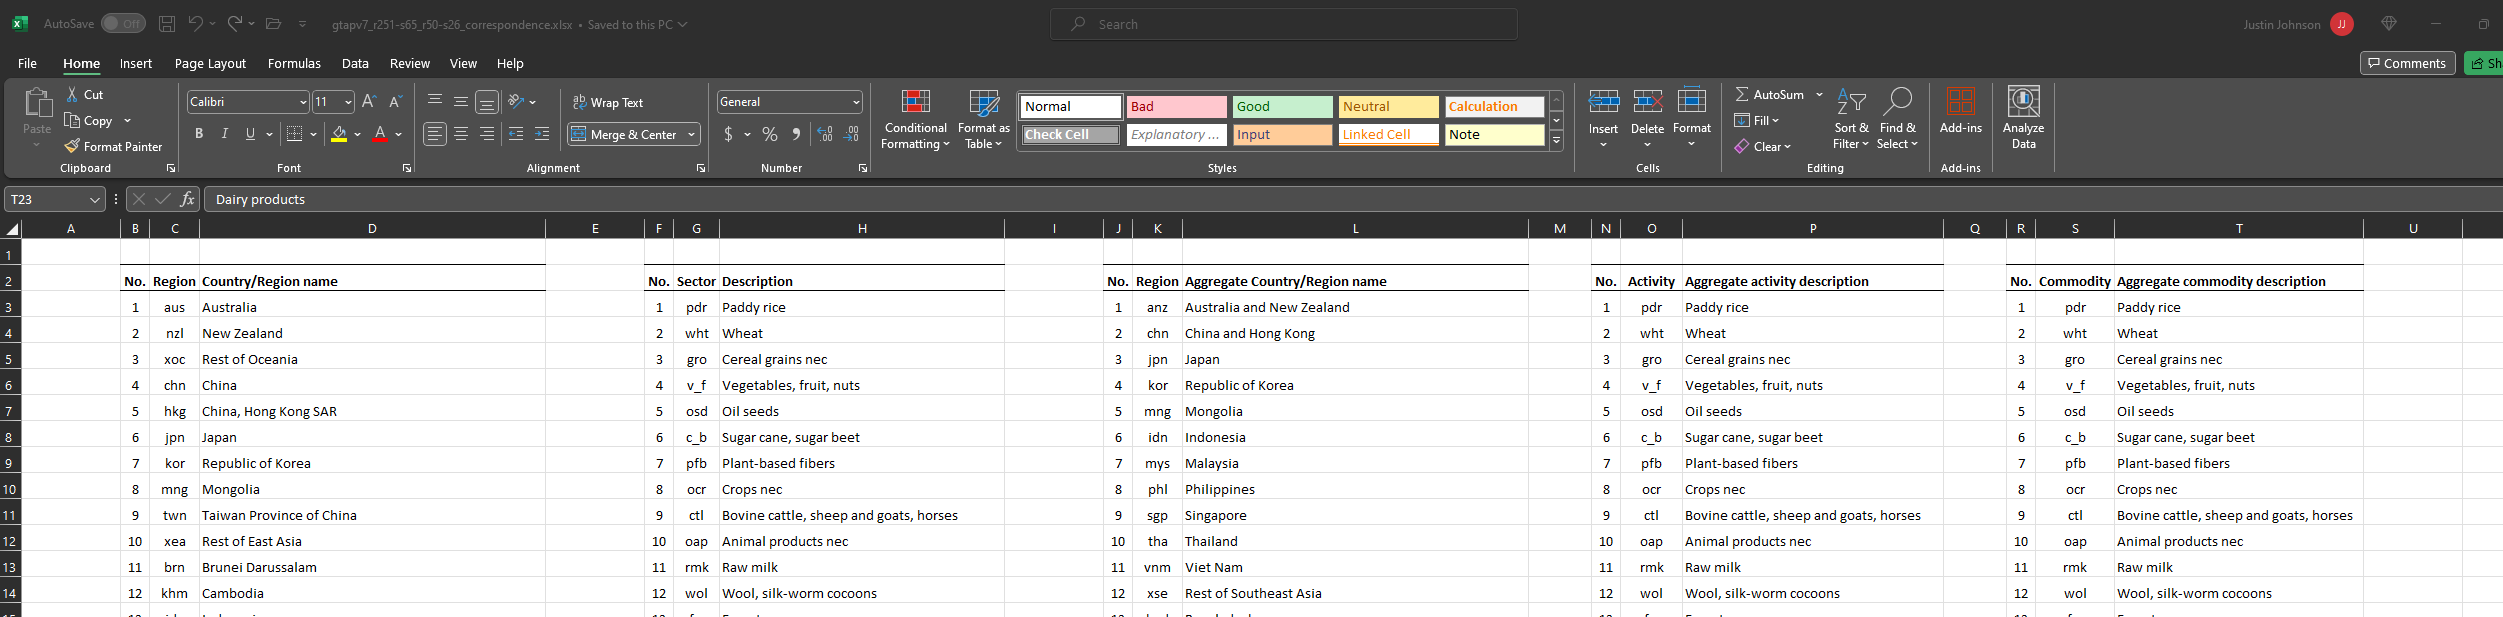 AutoSave Off gtapv7_r251-s65_r50-s26_correspondence.xlsx • Saved to this PC Search Justin Johnson JJ
File Home Insert Page Layout Formulas Data Review View Help Comments
Paste Cut Copy Format Painter Clipboard
Calibri 11 B I U A Font
Wrap Text Merge & Center Alignment
General $ % Number
Conditional Formatting Format as Table
Normal Bad Good Neutral Calculation
Check Cell Explanatory ... Input Linked Cell Note
Styles
Insert Delete Format Cells
AutoSum Fill Clear Sort & Filter Find & Select Editing
Add-ins Add-ins
Analyze Data
T23 fx Dairy products
A B C D E F G H I J K L M N O P Q R S T U
1
2 No. Region Country/Region name No. Sector Description No. Region Aggregate Country/Region name No. Activity Aggregate activity description No. Commodity Aggregate commodity description
3 1 aus Australia 1 pdr Paddy rice 1 anz Australia and New Zealand 1 pdr Paddy rice 1 pdr Paddy rice
4 2 nzl New Zealand 2 wht Wheat 2 chn China and Hong Kong 2 wht Wheat 2 wht Wheat
5 3 xoc Rest of Oceania 3 gro Cereal grains nec 3 jpn Japan 3 gro Cereal grains nec 3 gro Cereal grains nec
6 4 chn China 4 v_f Vegetables, fruit, nuts 4 kor Republic of Korea 4 v_f Vegetables, fruit, nuts 4 v_f Vegetables, fruit, nuts
7 5 hkg China, Hong Kong SAR 5 osd Oil seeds 5 mng Mongolia 5 osd Oil seeds 5 osd Oil seeds
8 6 jpn Japan 6 c_b Sugar cane, sugar beet 6 idn Indonesia 6 c_b Sugar cane, sugar beet 6 c_b Sugar cane, sugar beet
9 7 kor Republic of Korea 7 pfb Plant-based fibers 7 mys Malaysia 7 pfb Plant-based fibers 7 pfb Plant-based fibers
10 8 mng Mongolia 8 ocr Crops nec 8 phl Philippines 8 ocr Crops nec 8 ocr Crops nec
11 9 twn Taiwan Province of China 9 ctl Bovine cattle, sheep and goats, horses 9 sgp Singapore 9 ctl Bovine cattle, sheep and goats, horses 9 ctl Bovine cattle, sheep and goats, horses
12 10 xea Rest of East Asia 10 oap Animal products nec 10 tha Thailand 10 oap Animal products nec 10 oap Animal products nec
13 11 brn Brunei Darussalam 11 rmk Raw milk 11 vnm Viet Nam 11 rmk Raw milk 11 rmk Raw milk
14 12 khm Cambodia 12 wol Wool, silk-worm cocoons 12 xse Rest of Southeast Asia 12 wol Wool, silk-worm cocoons 12 wol Wool, silk-worm cocoons